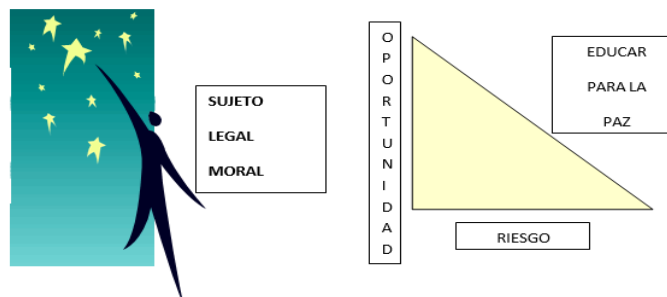 SUJETO
LEGAL
MORAL
OPORTUNIDAD
EDUCAR
PARA LA
PAZ
RIESGO